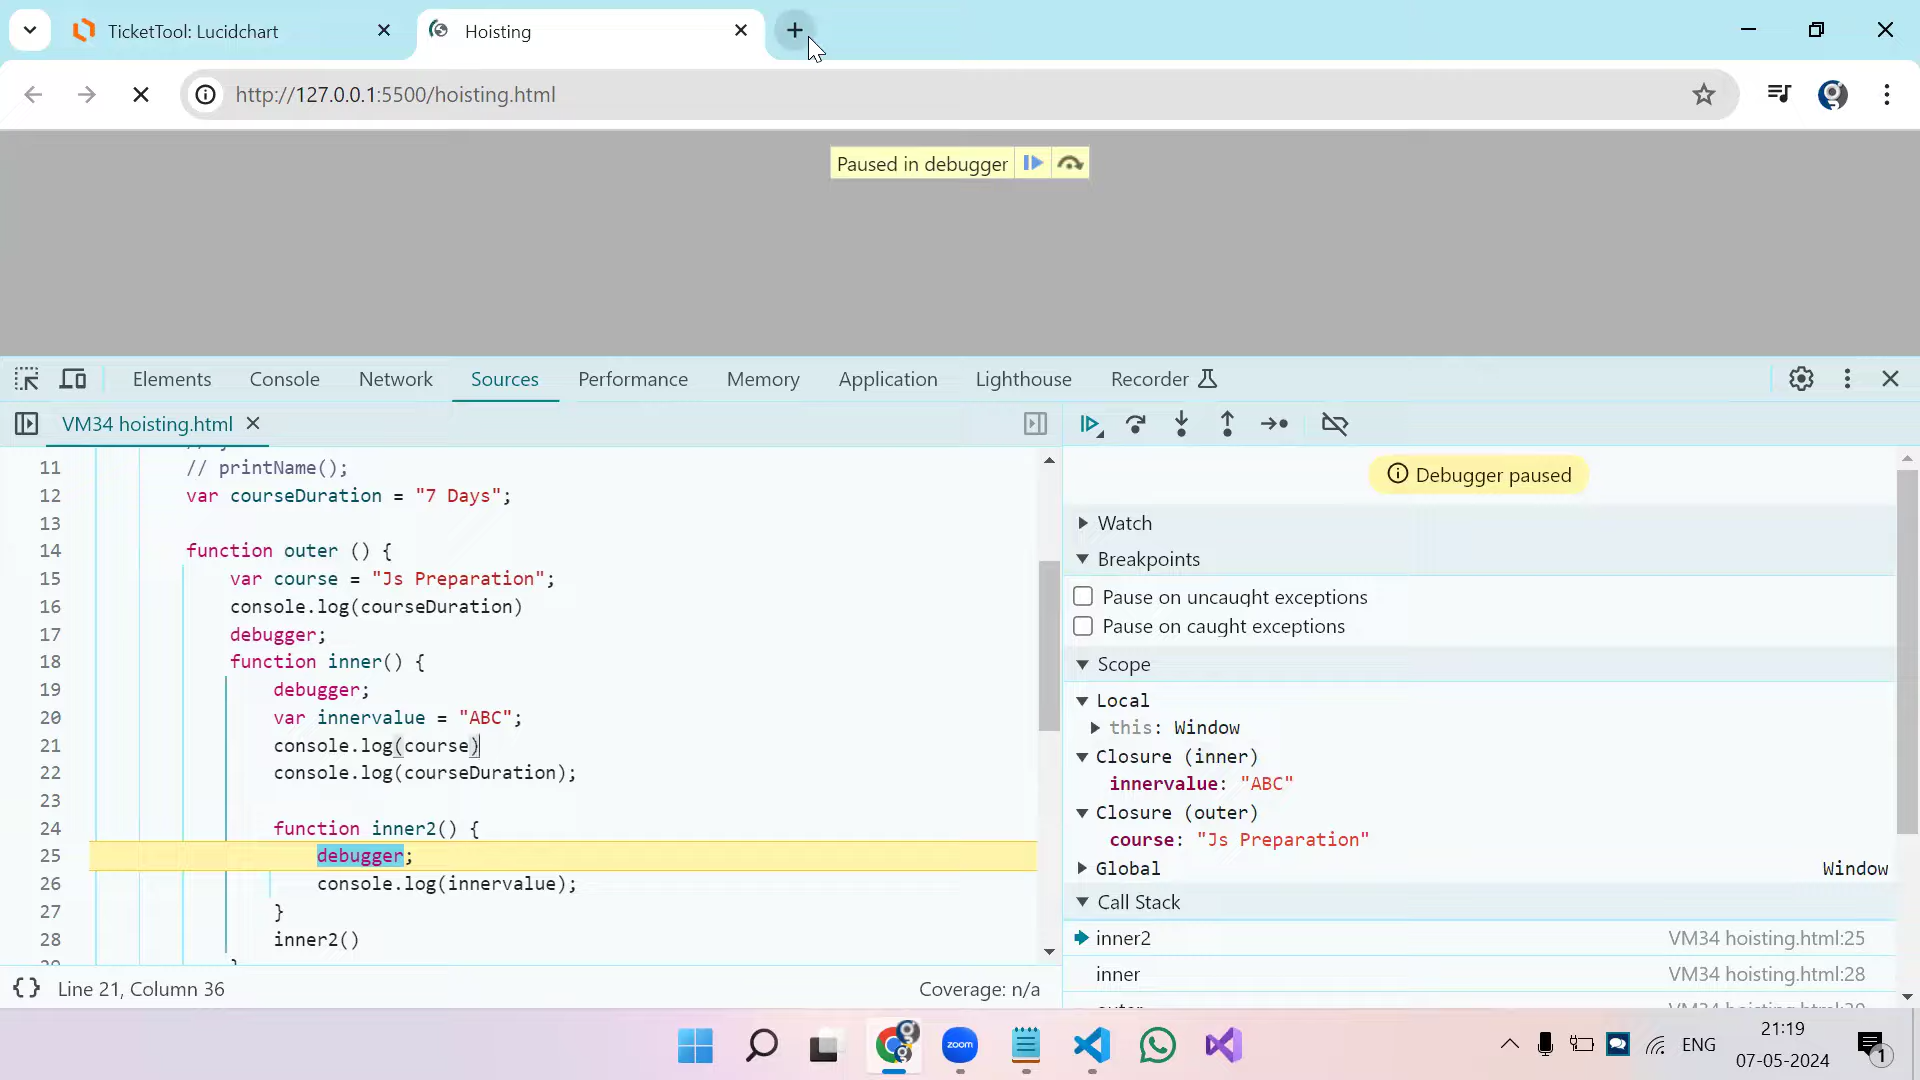 TicketTool: Lucidchart
Hoisting
http://127.0.0.1:5500/hoisting.html
Paused in debugger
Elements Console Network Sources Performance Memory Application Lighthouse Recorder
VM34 hoisting.html
11 // printName();
12 var courseDuration = "7 Days";
13
14 function outer () {
15 var course = "Js Preparation";
16 console.log(courseDuration)
17 debugger;
18 function inner() {
19 debugger;
20 var innervalue = "ABC";
21 console.log(course)
22 console.log(courseDuration);
23
24 function inner2() {
25 debugger;
26 console.log(innervalue);
27 }
28 inner2()
Line 21, Column 36
Coverage: n/a
Debugger paused
Watch
Breakpoints
Pause on uncaught exceptions
Pause on caught exceptions
Scope
Local
this: Window
Closure (inner)
innervalue: "ABC"
Closure (outer)
course: "Js Preparation"
Global Window
Call Stack
inner2 VM34 hoisting.html:25
inner VM34 hoisting.html:28
zoom
ENG
21:19
07-05-2024
1